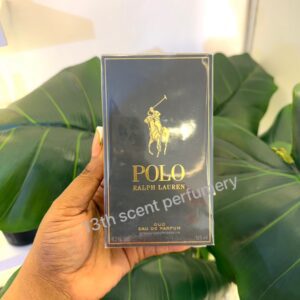 POLO
RALPH LAUREN
3th scent perfumery
OUD
EAU DE PARFUM